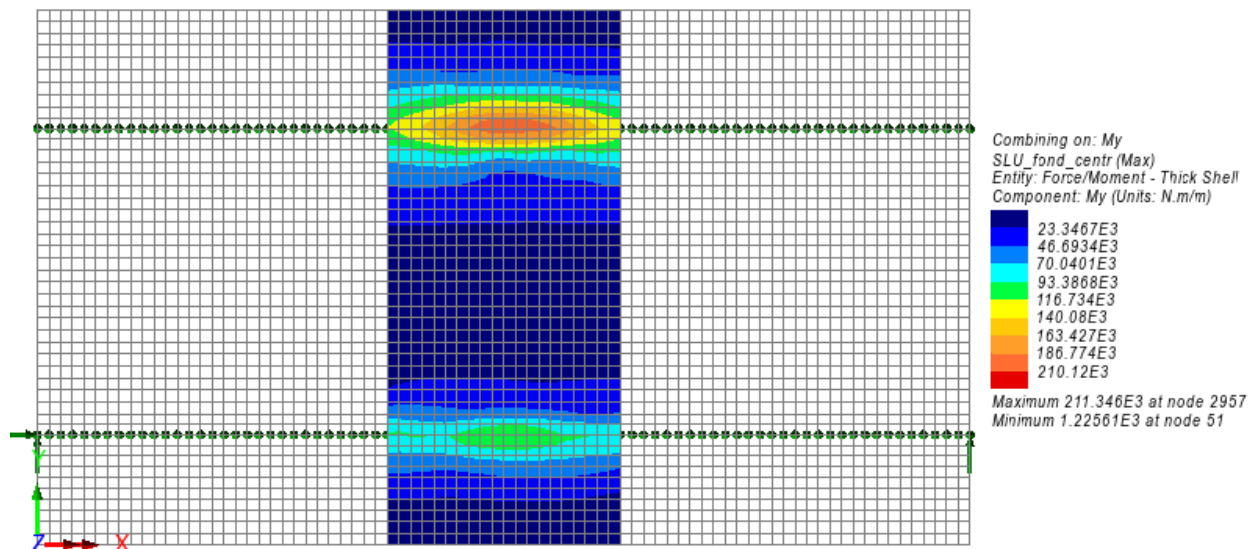 Combining on: My
SLU_fond_centr (Max)
Entity: Force/Moment - Thick Shell
Component: My (Units: N.m/m)
23.3467E3
46.6934E3
70.0401E3
93.3868E3
116.734E3
140.08E3
163.427E3
186.774E3
210.12E3
Maximum 211.346E3 at node 2957
Minimum 1.22561E3 at node 51
Y
Z
X